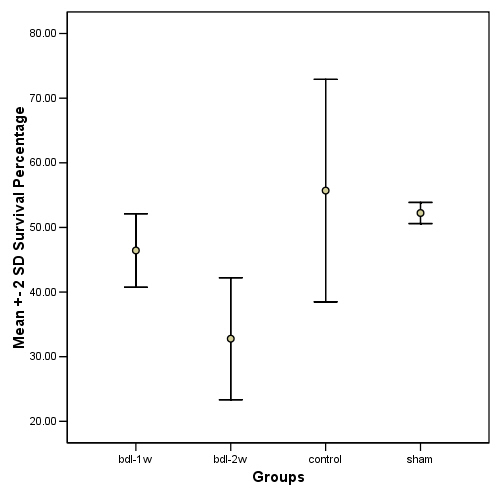 Mean +- 2 SD Survival Percentage
80.00
70.00
60.00
50.00
40.00
30.00
20.00
bdl-1w bdl-2w control sham
Groups